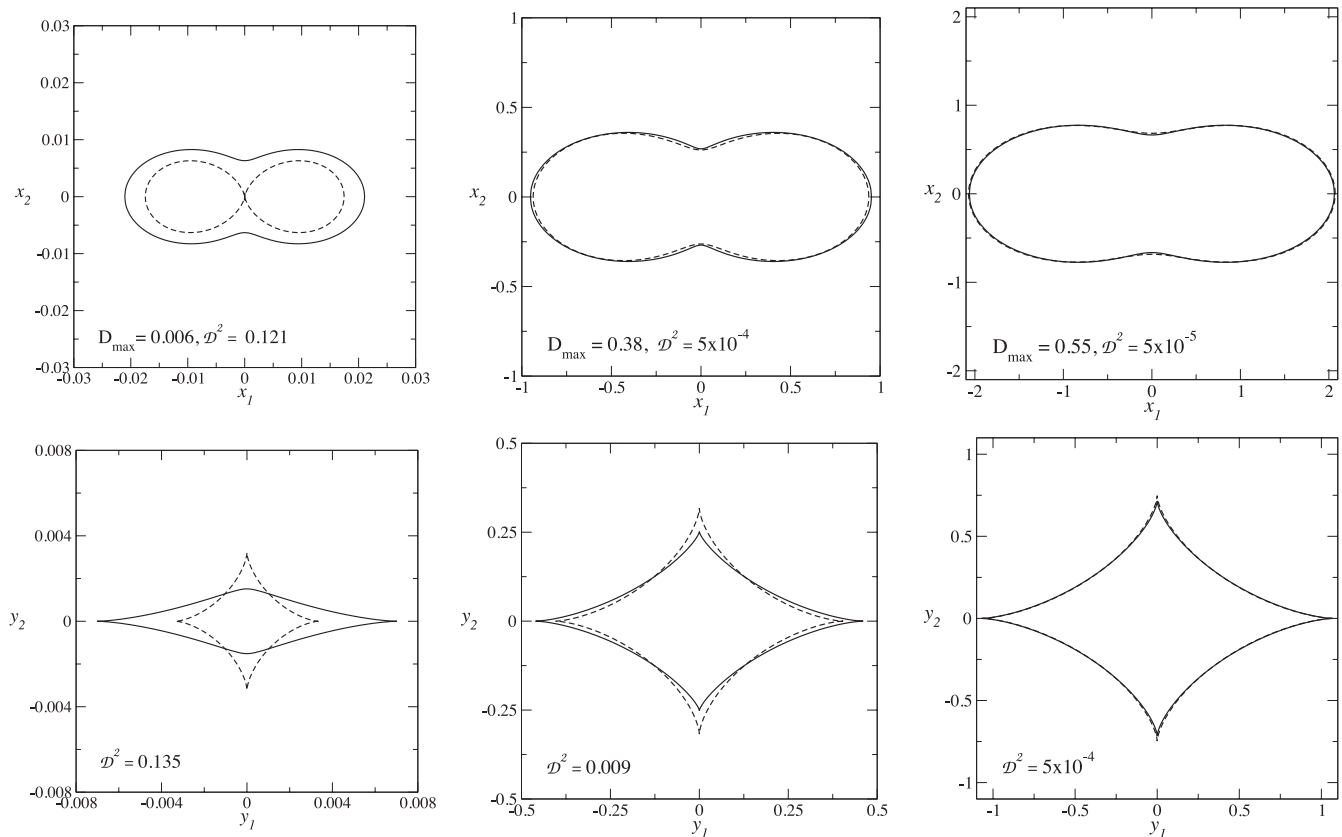 0.03
0.02
0.01
x₂ 0
-0.01
-0.02
-0.03
-0.03 -0.02 -0.01 0 0.01 0.02 0.03
x₁
Dmax = 0.006, 𝒟² = 0.121
1
0.5
x₂ 0
-0.5
-1
-1 -0.5 0 0.5 1
x₁
Dmax = 0.38, 𝒟² = 5x10⁻⁴
2
1
x₂ 0
-1
-2
-2 -1 0 1 2
x₁
Dmax = 0.55, 𝒟² = 5x10⁻⁵
0.008
0.004
y₂ 0
-0.004
-0.008
-0.008 -0.004 0 0.004 0.008
y₁
𝒟² = 0.135
0.5
0.25
y₂ 0
-0.25
-0.5
-0.5 -0.25 0 0.25 0.5
y₁
𝒟² = 0.009
1
0.5
y₂ 0
-0.5
-1
-1 -0.5 0 0.5 1
y₁
𝒟² = 5x10⁻⁴